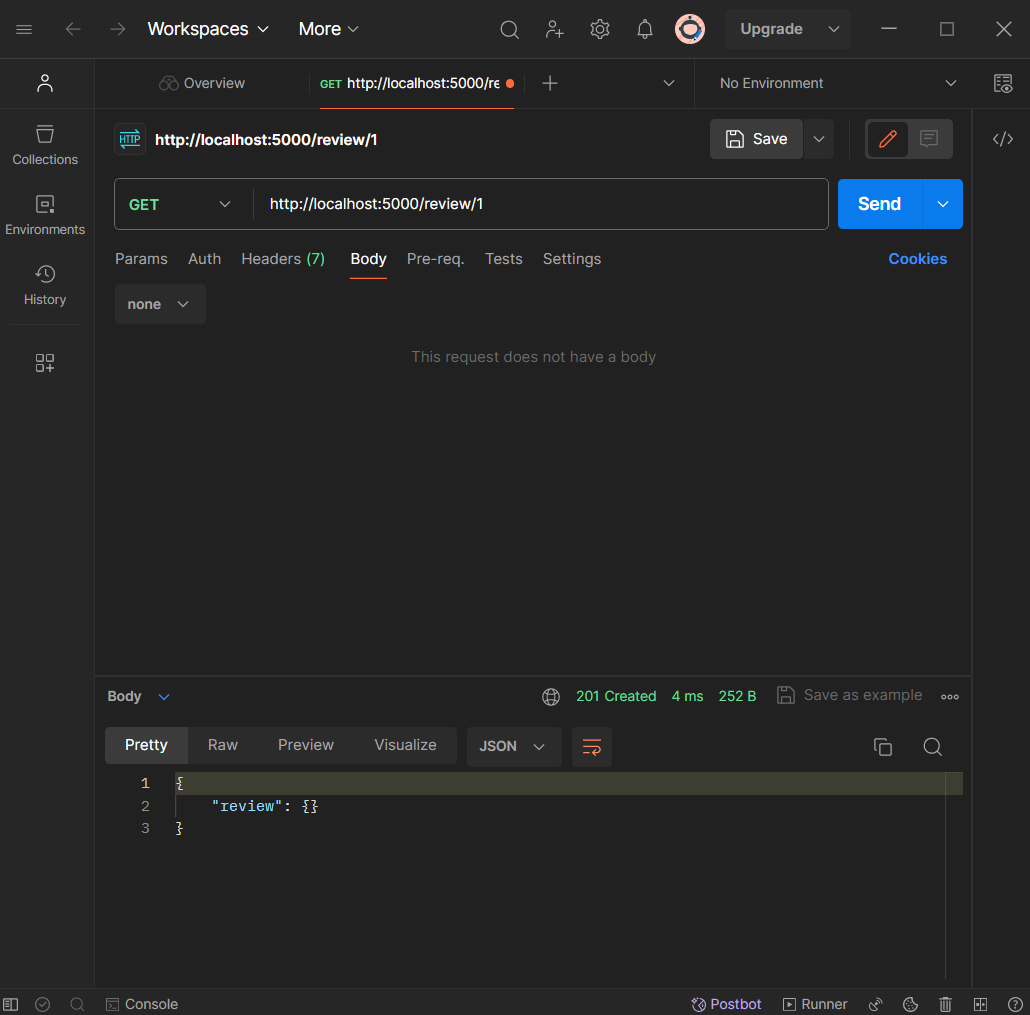 Workspaces More Upgrade
Overview GET http://localhost:5000/re No Environment
HTTP http://localhost:5000/review/1 Save
Collections
Environments
History
GET http://localhost:5000/review/1 Send
Params Auth Headers (7) Body Pre-req. Tests Settings Cookies
none
This request does not have a body
Body 201 Created 4 ms 252 B Save as example
Pretty Raw Preview Visualize JSON
1 {
2 "review": {}
3 }
Console Postbot Runner